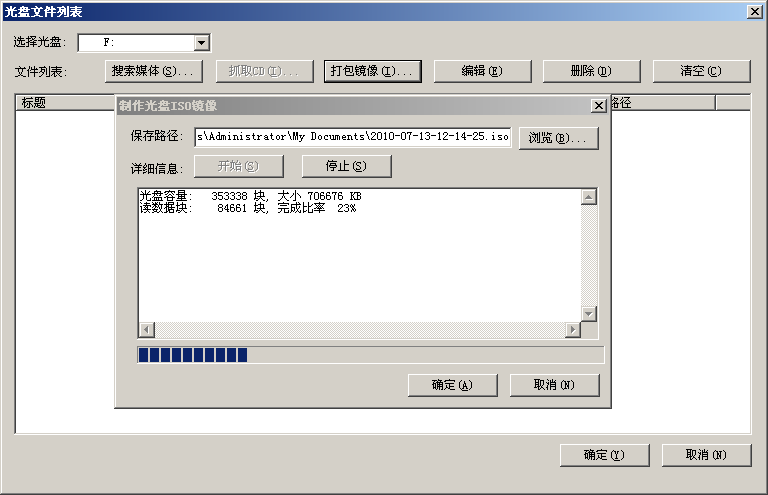 光盘文件列表
选择光盘: F:
文件列表: 搜索媒体(S)... 抓取CD(I)... 打包镜像(I)... 编辑(E) 删除(D) 清空(C)
标题 路径
制作光盘ISO镜像
保存路径: s\Administrator\My Documents\2010-07-13-12-14-25.iso 浏览(B)...
详细信息: 开始(S) 停止(S)
光盘容量: 353338 块, 大小 706676 KB
读数据块: 84661 块, 完成比率 23%
确定(A) 取消(N)
确定(Y) 取消(N)